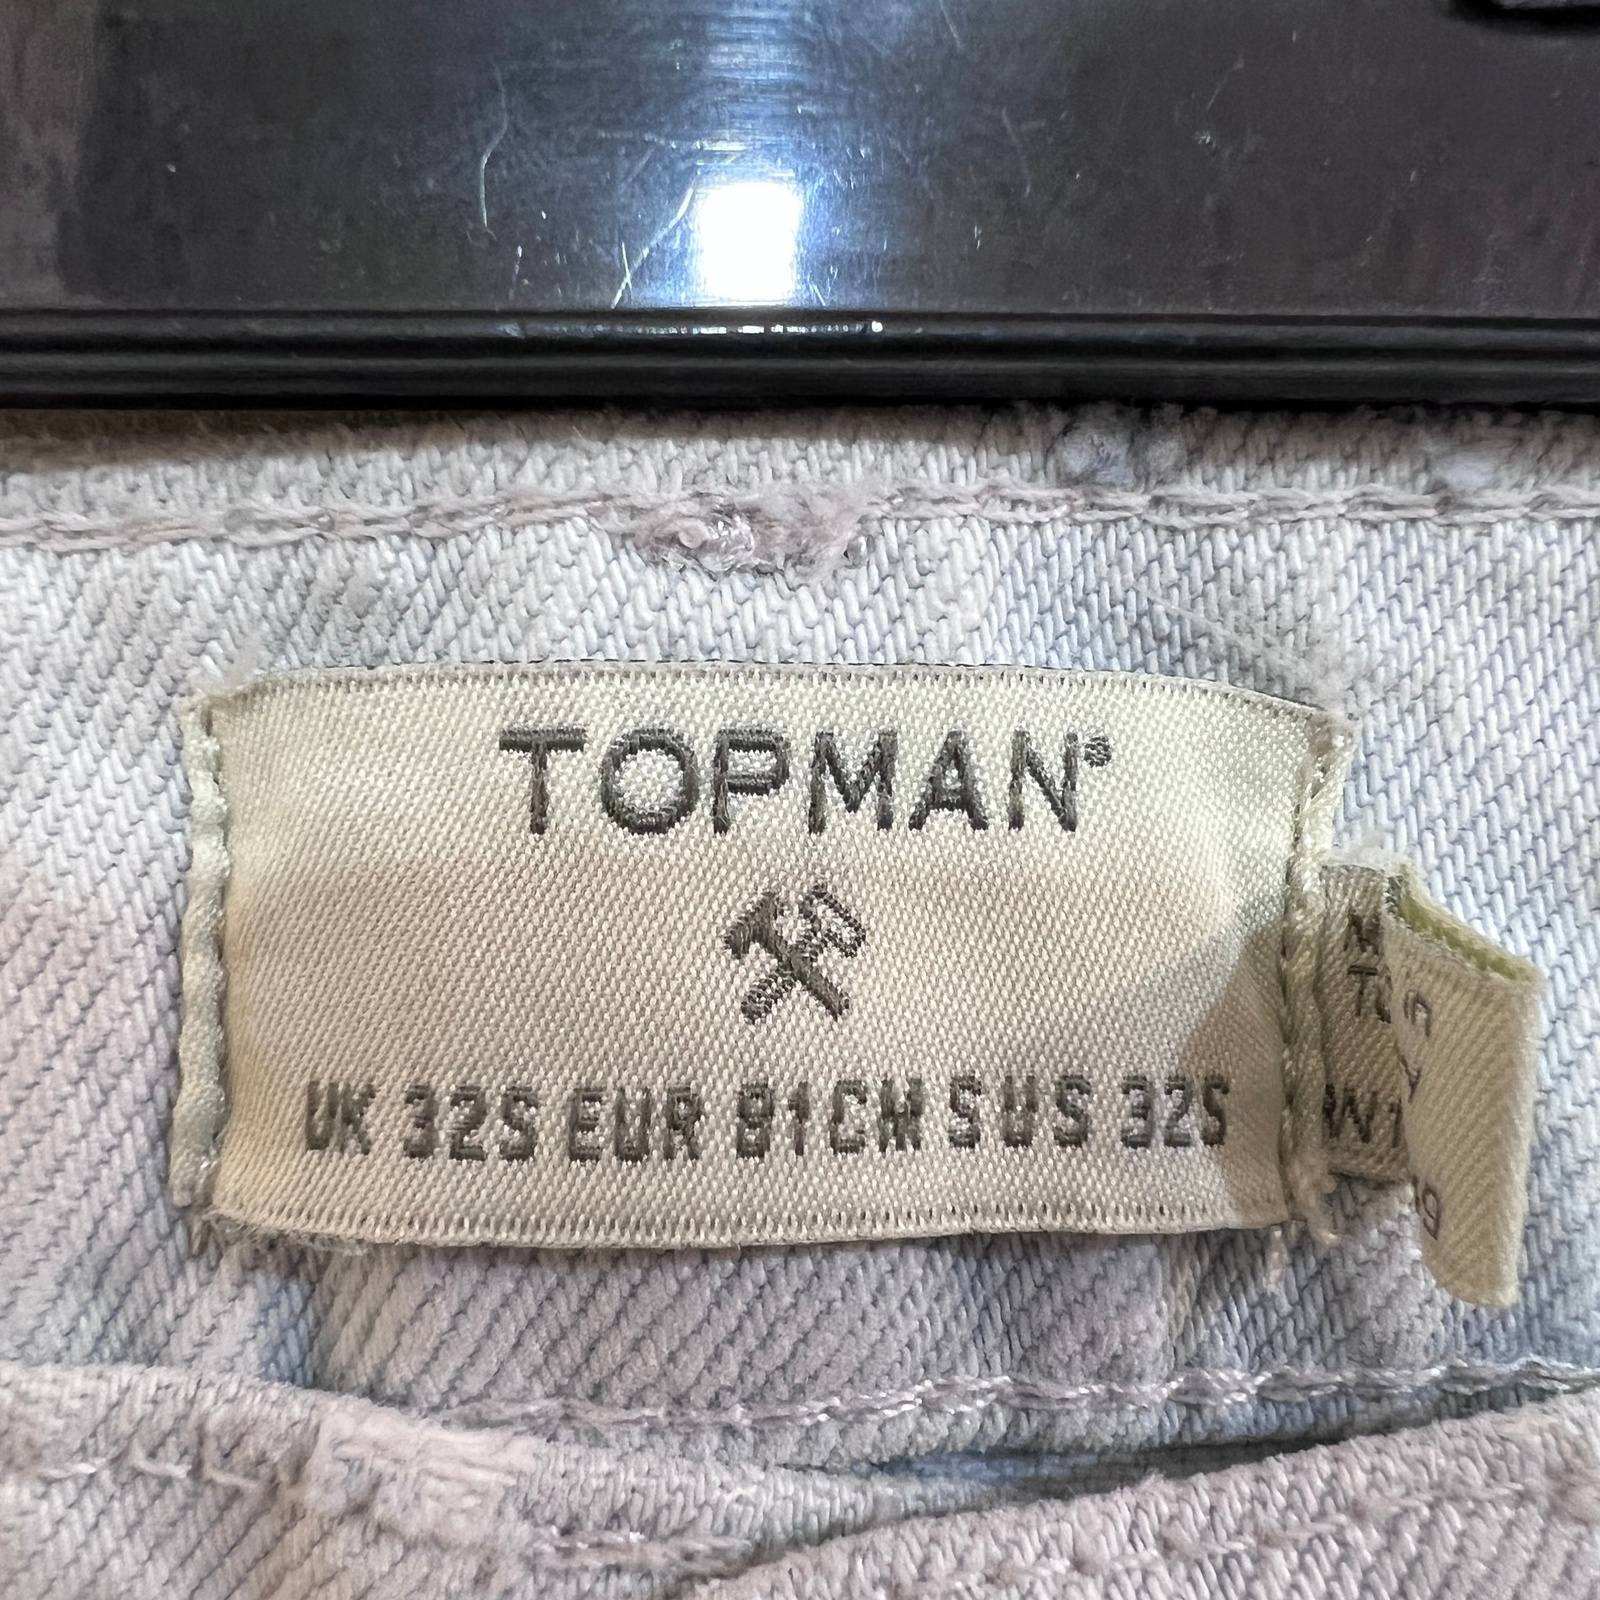 TOPMAN®
UK 32S EUR 81CM S US 32S